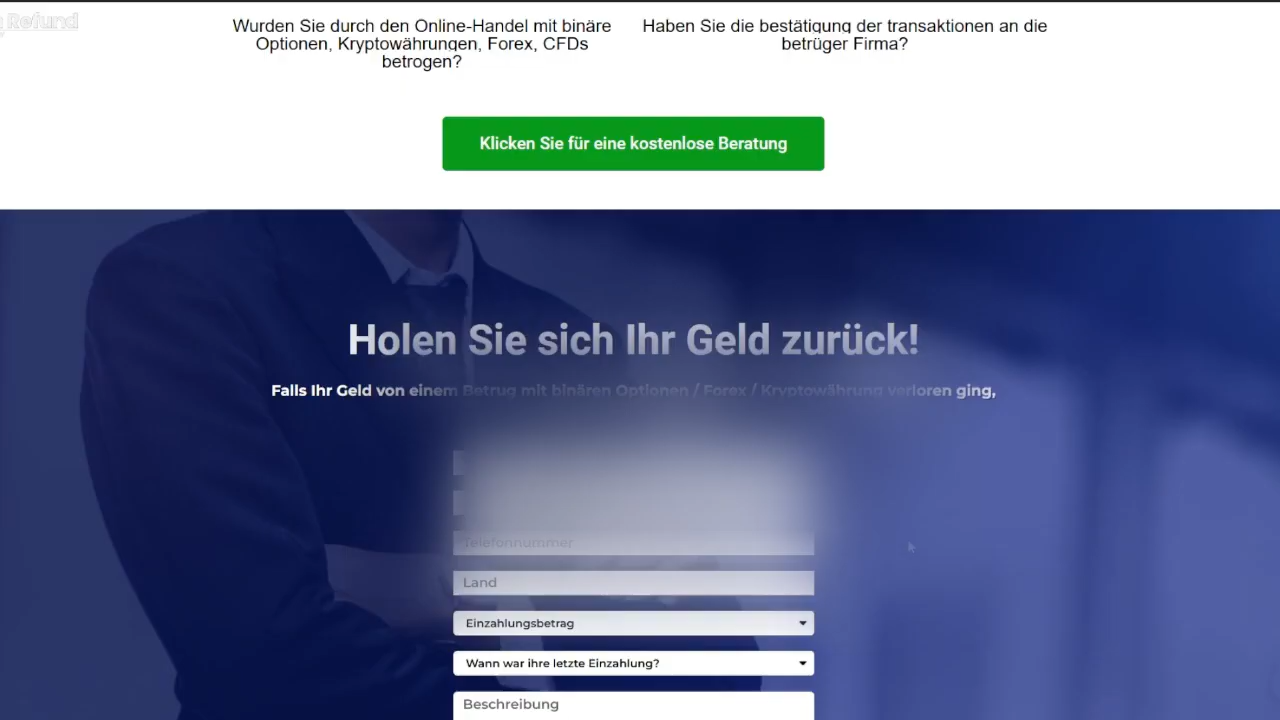 Refund
Wurden Sie durch den Online-Handel mit binäre
Optionen, Kryptowährungen, Forex, CFDs
betrogen?
Haben Sie die bestätigung der transaktionen an die
betrüger Firma?
Klicken Sie für eine kostenlose Beratung
Holen Sie sich Ihr Geld zurück!
Falls Ihr Geld von einem Betrug mit binären Optionen / Forex / Kryptowährung verloren ging,
Telefonnummer
Land
Einzahlungsbetrag
Wann war ihre letzte Einzahlung?
Beschreibung